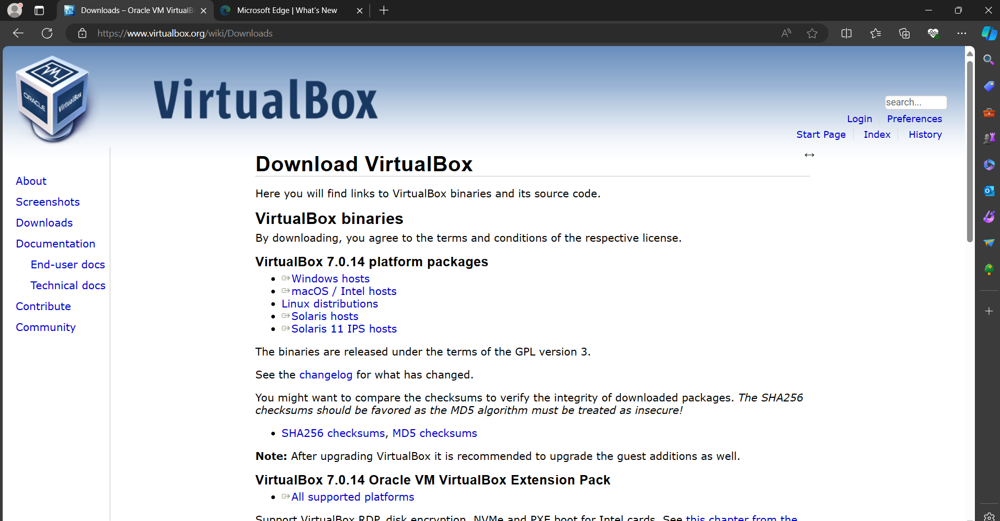 Downloads – Oracle VM VirtualB
Microsoft Edge | What's New
https://www.virtualbox.org/wiki/Downloads
ORACLE
VirtualBox
VirtualBox
search...
Login
Preferences
Start Page
Index
History
About
Screenshots
Downloads
Documentation
End-user docs
Technical docs
Contribute
Community
Download VirtualBox
Here you will find links to VirtualBox binaries and its source code.
VirtualBox binaries
By downloading, you agree to the terms and conditions of the respective license.
VirtualBox 7.0.14 platform packages
Windows hosts
macOS / Intel hosts
Linux distributions
Solaris hosts
Solaris 11 IPS hosts
The binaries are released under the terms of the GPL version 3.
See the changelog for what has changed.
You might want to compare the checksums to verify the integrity of downloaded packages. The SHA256
checksums should be favored as the MD5 algorithm must be treated as insecure!
SHA256 checksums, MD5 checksums
Note: After upgrading VirtualBox it is recommended to upgrade the guest additions as well.
VirtualBox 7.0.14 Oracle VM VirtualBox Extension Pack
All supported platforms
Support VirtualBox RDP, disk encryption, NVMe and PXE boot for Intel cards. See this chapter from the